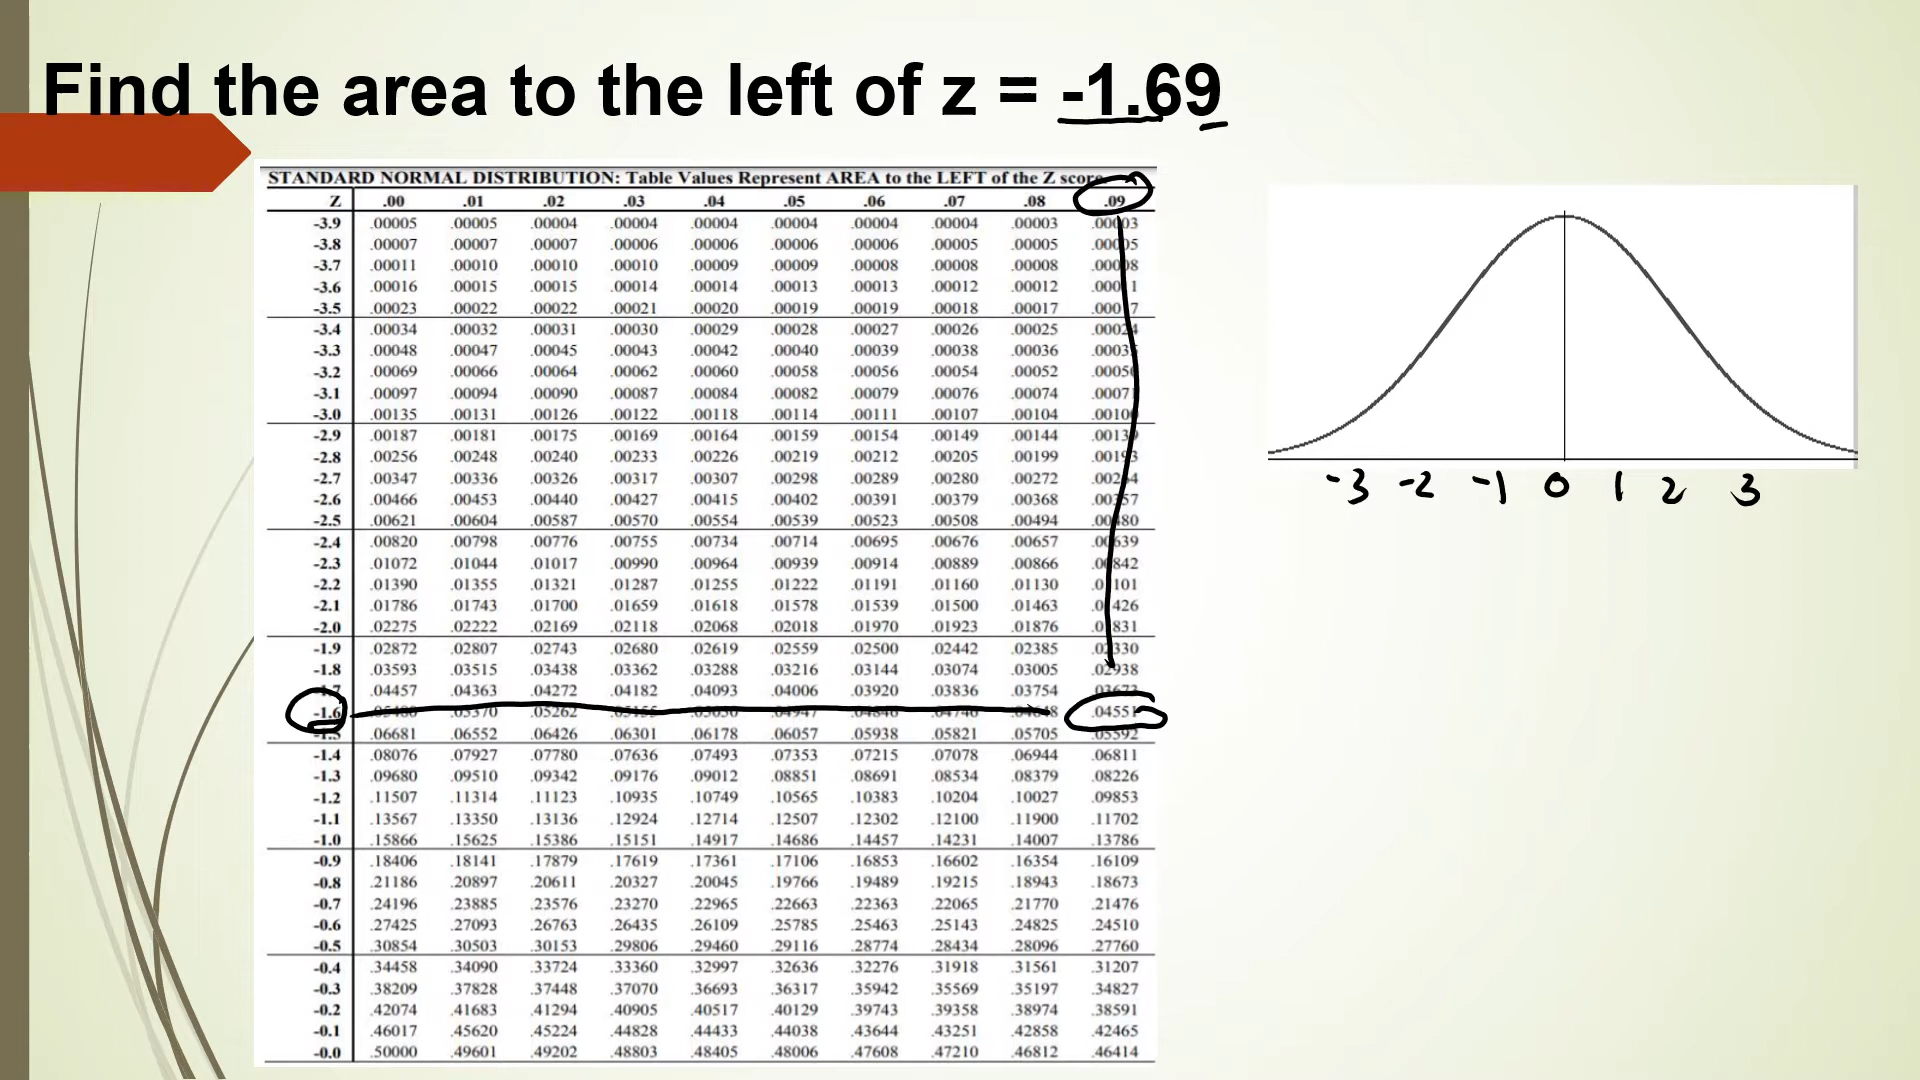 Find the area to the left of z = -1.69
STANDARD NORMAL DISTRIBUTION: Table Values Represent AREA to the LEFT of the Z score.
Z .00 .01 .02 .03 .04 .05 .06 .07 .08 .09
-3.9 .00005 .00005 .00004 .00004 .00004 .00004 .00004 .00004 .00003 .00003
-3.8 .00007 .00007 .00007 .00006 .00006 .00006 .00006 .00005 .00005 .00005
-3.7 .00011 .00010 .00010 .00010 .00009 .00009 .00008 .00008 .00008 .00008
-3.6 .00016 .00015 .00015 .00014 .00014 .00013 .00013 .00012 .00012 .00011
-3.5 .00023 .00022 .00022 .00021 .00020 .00019 .00019 .00018 .00017 .00017
-3.4 .00034 .00032 .00031 .00030 .00029 .00028 .00027 .00026 .00025 .00024
-3.3 .00048 .00047 .00045 .00043 .00042 .00040 .00039 .00038 .00036 .00035
-3.2 .00069 .00066 .00064 .00062 .00060 .00058 .00056 .00054 .00052 .00050
-3.1 .00097 .00094 .00090 .00087 .00084 .00082 .00079 .00076 .00074 .00071
-3.0 .00135 .00131 .00126 .00122 .00118 .00114 .00111 .00107 .00104 .00100
-2.9 .00187 .00181 .00175 .00169 .00164 .00159 .00154 .00149 .00144 .00139
-2.8 .00256 .00248 .00240 .00233 .00226 .00219 .00212 .00205 .00199 .00193
-2.7 .00347 .00336 .00326 .00317 .00307 .00298 .00289 .00280 .00272 .00264
-2.6 .00466 .00453 .00440 .00427 .00415 .00402 .00391 .00379 .00368 .00357
-2.5 .00621 .00604 .00587 .00570 .00554 .00539 .00523 .00508 .00494 .00480
-2.4 .00820 .00798 .00776 .00755 .00734 .00714 .00695 .00676 .00657 .00639
-2.3 .01072 .01044 .01017 .00990 .00964 .00939 .00914 .00889 .00866 .00842
-2.2 .01390 .01355 .01321 .01287 .01255 .01222 .01191 .01160 .01130 .01101
-2.1 .01786 .01743 .01700 .01659 .01618 .01578 .01539 .01500 .01463 .01426
-2.0 .02275 .02222 .02169 .02118 .02068 .02018 .01970 .01923 .01876 .01831
-1.9 .02872 .02807 .02743 .02680 .02619 .02559 .02500 .02442 .02385 .02330
-1.8 .03593 .03515 .03438 .03362 .03288 .03216 .03144 .03074 .03005 .02938
-1.7 .04457 .04363 .04272 .04182 .04093 .04006 .03920 .03836 .03754 .03673
-1.6 .05480 .05370 .05262 .05155 .05050 .04947 .04846 .04746 .04648 .04551
-1.5 .06681 .06552 .06426 .06301 .06178 .06057 .05938 .05821 .05705 .05592
-1.4 .08076 .07927 .07780 .07636 .07493 .07353 .07215 .07078 .06944 .06811
-1.3 .09680 .09510 .09342 .09176 .09012 .08851 .08691 .08534 .08379 .08226
-1.2 .11507 .11314 .11123 .10935 .10749 .10565 .10383 .10204 .10027 .09853
-1.1 .13567 .13350 .13136 .12924 .12714 .12507 .12302 .12100 .11900 .11702
-1.0 .15866 .15625 .15386 .15151 .14917 .14686 .14457 .14231 .14007 .13786
-0.9 .18406 .18141 .17879 .17619 .17361 .17106 .16853 .16602 .16354 .16109
-0.8 .21186 .20897 .20611 .20327 .20045 .19766 .19489 .19215 .18943 .18673
-0.7 .24196 .23885 .23576 .23270 .22965 .22663 .22363 .22065 .21770 .21476
-0.6 .27425 .27093 .26763 .26435 .26109 .25785 .25463 .25143 .24825 .24510
-0.5 .30854 .30503 .30153 .29806 .29460 .29116 .28774 .28434 .28096 .27760
-0.4 .34458 .34090 .33724 .33360 .32997 .32636 .32276 .31918 .31561 .31207
-0.3 .38209 .37828 .37448 .37070 .36693 .36317 .35942 .35569 .35197 .34827
-0.2 .42074 .41683 .41294 .40905 .40517 .40129 .39743 .39358 .38974 .38591
-0.1 .46017 .45620 .45224 .44828 .44433 .44038 .43644 .43251 .42858 .42465
-0.0 .50000 .49601 .49202 .48803 .48405 .48006 .47608 .47210 .46812 .46414
-3 -2 -1 0 1 2 3